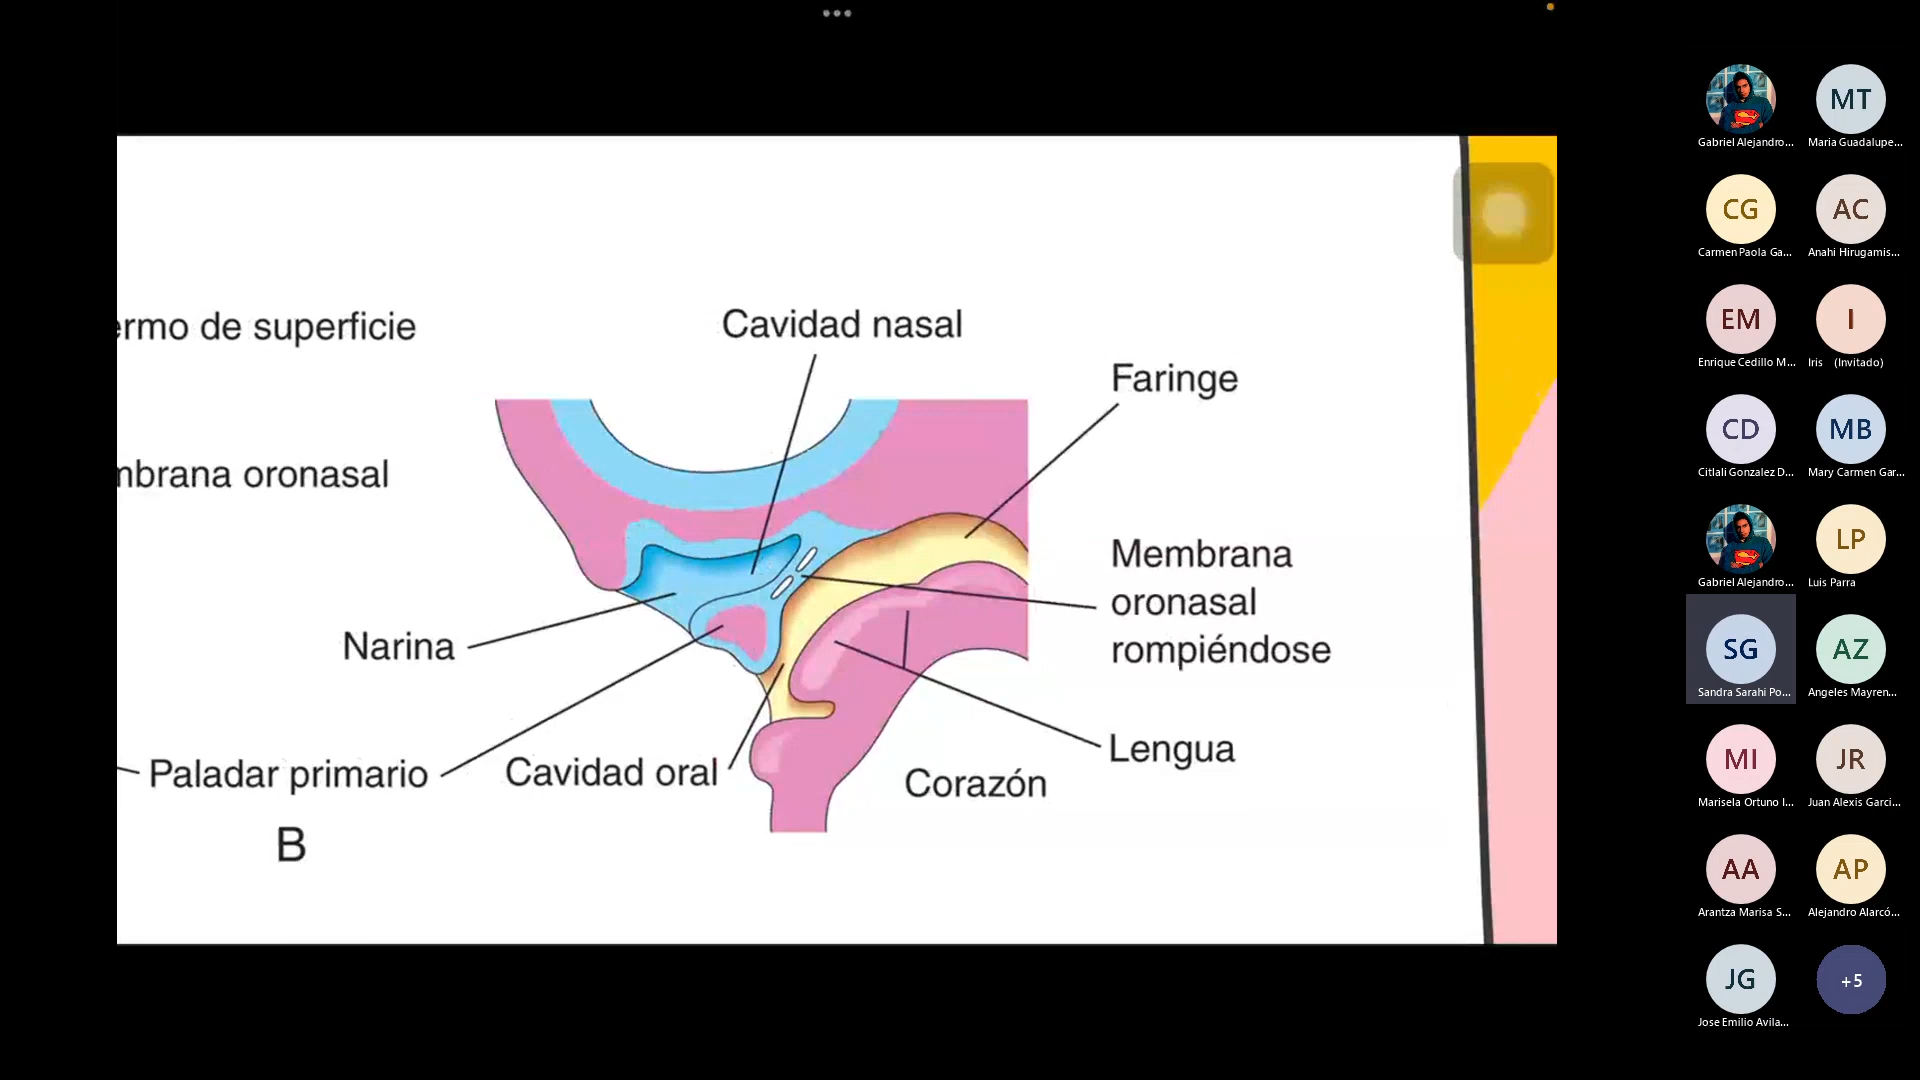 ermo de superficie
mbrana oronasal
Cavidad nasal
Faringe
Membrana
oronasal
rompiéndose
Narina
Paladar primario
Cavidad oral
Lengua
Corazón
B
MT
Gabriel Alejandro...
Maria Guadalupe...
CG
AC
Carmen Paola Ga...
Anahi Hirugamis...
EM
I
Enrique Cedillo M...
Iris (Invitado)
CD
MB
Citlali Gonzalez D...
Mary Carmen Gar...
LP
Gabriel Alejandro...
Luis Parra
SG
AZ
Sandra Sarahi Po...
Angeles Mayren...
MI
JR
Marisela Ortuno I...
Juan Alexis Garci...
AA
AP
Arantza Marisa S...
Alejandro Alarcó...
JG
+5
Jose Emilio Avila...